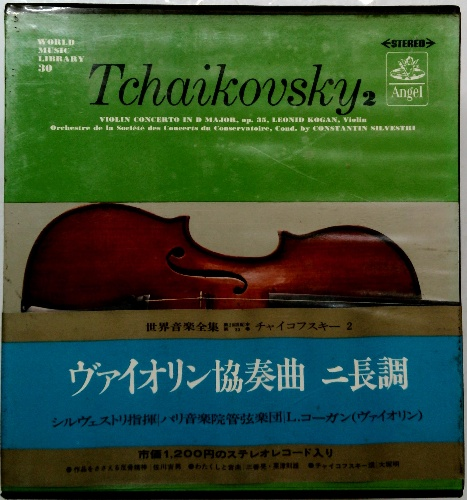 WORLD
MUSIC
LIBRARY
30
STEREO
Angel
Tchaikovsky 2
VIOLIN CONCERTO IN D MAJOR, op. 35, LEONID KOGAN, Violin
Orchestre de la Société des Concerts du Conservatoire, Cond. by CONSTANTIN SILVESTRI
世界音楽全集 チャイコフスキー 2
ヴァイオリン協奏曲 ニ長調
シルヴェストリ指揮|パリ音楽院管弦楽団|L.コーガン(ヴァイオリン)
市価1,200円のステレオレコード入り